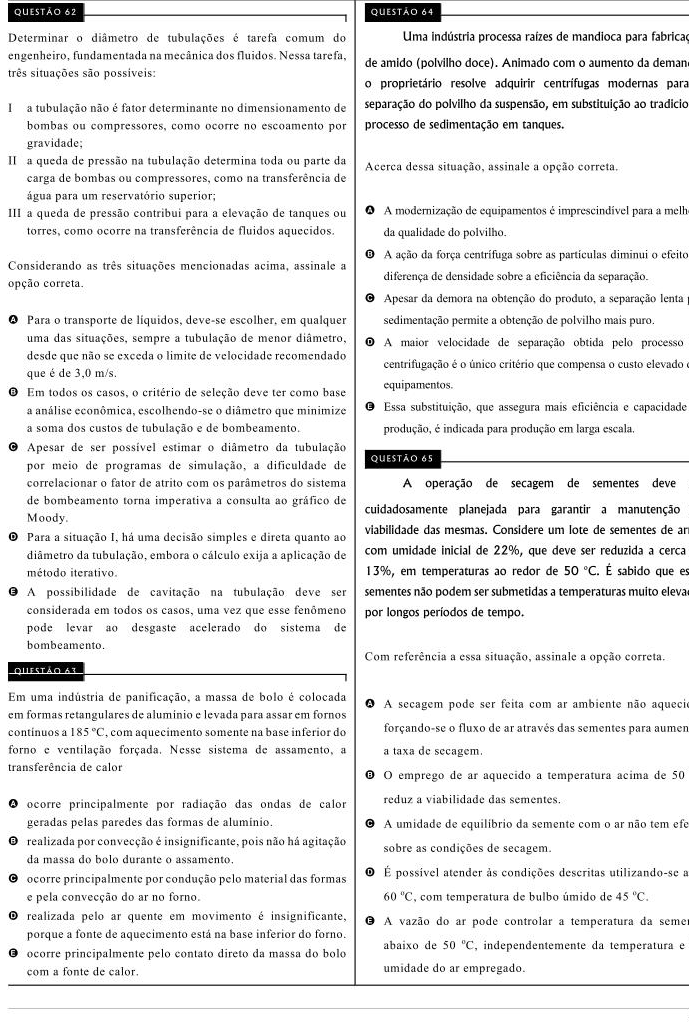 QUESTÃO 62
Determinar o diâmetro de tubulações é tarefa comum do
engenheiro, fundamentada na mecânica dos fluidos. Nessa tarefa,
três situações são possíveis:
I a tubulação não é fator determinante no dimensionamento de
bombas ou compressores, como ocorre no escoamento por
gravidade;
II a queda de pressão na tubulação determina toda ou parte da
carga de bombas ou compressores, como na transferência de
água para um reservatório superior;
III a queda de pressão contribui para a elevação de tanques ou
torres, como ocorre na transferência de fluidos aquecidos.
Considerando as três situações mencionadas acima, assinale a
opção correta.
A Para o transporte de líquidos, deve-se escolher, em qualquer
uma das situações, sempre a tubulação de menor diâmetro,
desde que não se exceda o limite de velocidade recomendado
que é de 3,0 m/s.
B Em todos os casos, o critério de seleção deve ter como base
a análise econômica, escolhendo-se o diâmetro que minimize
a soma dos custos de tubulação e de bombeamento.
C Apesar de ser possível estimar o diâmetro da tubulação
por meio de programas de simulação, a dificuldade de
correlacionar o fator de atrito com os parâmetros do sistema
de bombeamento torna imperativa a consulta ao gráfico de
Moody.
D Para a situação I, há uma decisão simples e direta quanto ao
diâmetro da tubulação, embora o cálculo exija a aplicação de
método iterativo.
E A possibilidade de cavitação na tubulação deve ser
considerada em todos os casos, uma vez que esse fenômeno
pode levar ao desgaste acelerado do sistema de
bombeamento.
QUESTÃO 63
Em uma indústria de panificação, a massa de bolo é colocada
em formas retangulares de alumínio e levada para assar em fornos
contínuos a 185 ºC, com aquecimento somente na base inferior do
forno e ventilação forçada. Nesse sistema de assamento, a
transferência de calor
A ocorre principalmente por radiação das ondas de calor
geradas pelas paredes das formas de alumínio.
B realizada por convecção é insignificante, pois não há agitação
da massa do bolo durante o assamento.
C ocorre principalmente por condução pelo material das formas
e pela convecção do ar no forno.
D realizada pelo ar quente em movimento é insignificante,
porque a fonte de aquecimento está na base inferior do forno.
E ocorre principalmente pelo contato direto da massa do bolo
com a fonte de calor.
QUESTÃO 64
Uma indústria processa raízes de mandioca para fabricaç
de amido (polvilho doce). Animado com o aumento da deman
o proprietário resolve adquirir centrífugas modernas para
separação do polvilho da suspensão, em substituição ao tradicio
processo de sedimentação em tanques.
Acerca dessa situação, assinale a opção correta.
A A modernização de equipamentos é imprescindível para a melh
da qualidade do polvilho.
B A ação da força centrífuga sobre as partículas diminui o efeito
diferença de densidade sobre a eficiência da separação.
C Apesar da demora na obtenção do produto, a separação lenta p
sedimentação permite a obtenção de polvilho mais puro.
D A maior velocidade de separação obtida pelo processo
centrifugação é o único critério que compensa o custo elevado d
equipamentos.
E Essa substituição, que assegura mais eficiência e capacidade
produção, é indicada para produção em larga escala.
QUESTÃO 65
A operação de secagem de sementes deve
cuidadosamente planejada para garantir a manutenção
viabilidade das mesmas. Considere um lote de sementes de arr
com umidade inicial de 22%, que deve ser reduzida a cerca
13%, em temperaturas ao redor de 50 ºC. É sabido que es
sementes não podem ser submetidas a temperaturas muito eleva
por longos períodos de tempo.
Com referência a essa situação, assinale a opção correta.
A A secagem pode ser feita com ar ambiente não aqueci
forçando-se o fluxo de ar através das sementes para aumen
a taxa de secagem.
B O emprego de ar aquecido a temperatura acima de 50
reduz a viabilidade das sementes.
C A umidade de equilíbrio da semente com o ar não tem efe
sobre as condições de secagem.
D É possível atender às condições descritas utilizando-se a
60 ºC, com temperatura de bulbo úmido de 45 ºC.
E A vazão do ar pode controlar a temperatura da semen
abaixo de 50 ºC, independentemente da temperatura e
umidade do ar empregado.